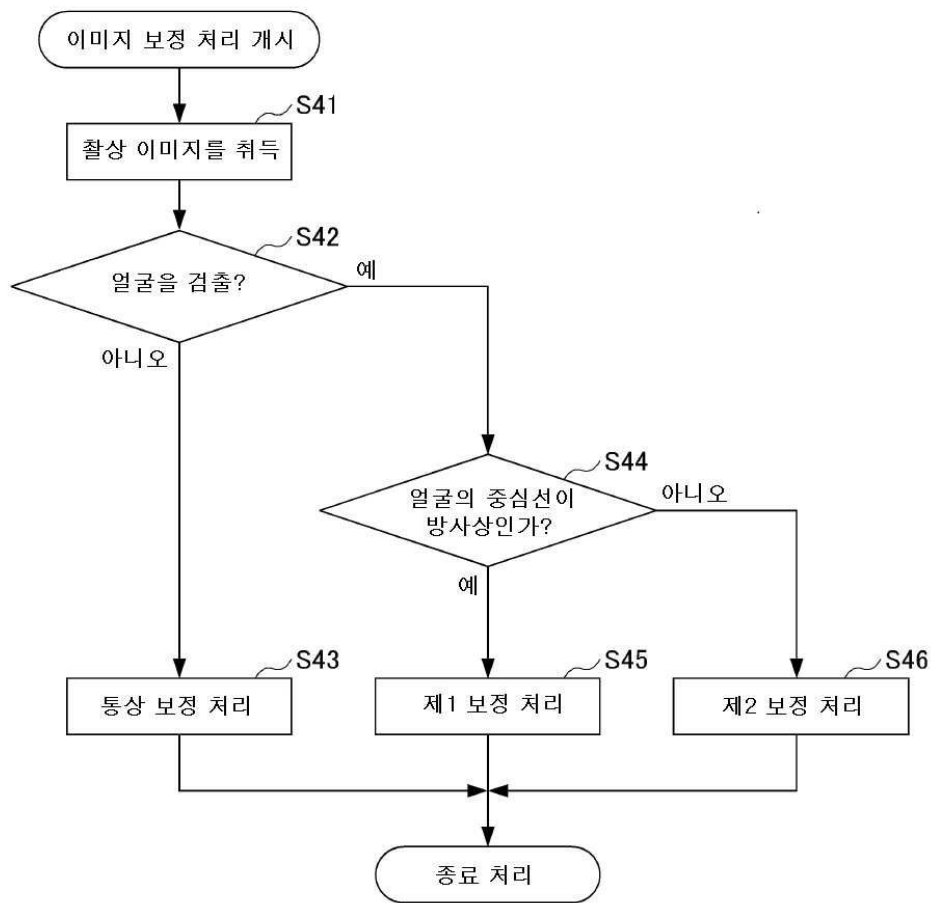 이미지 보정 처리 개시
S41
촬상 이미지를 취득
S42
얼굴을 검출?
예
아니오
S44
얼굴의 중심선이
방사상인가?
아니오
예
S43
통상 보정 처리
S45
제1 보정 처리
S46
제2 보정 처리
종료 처리